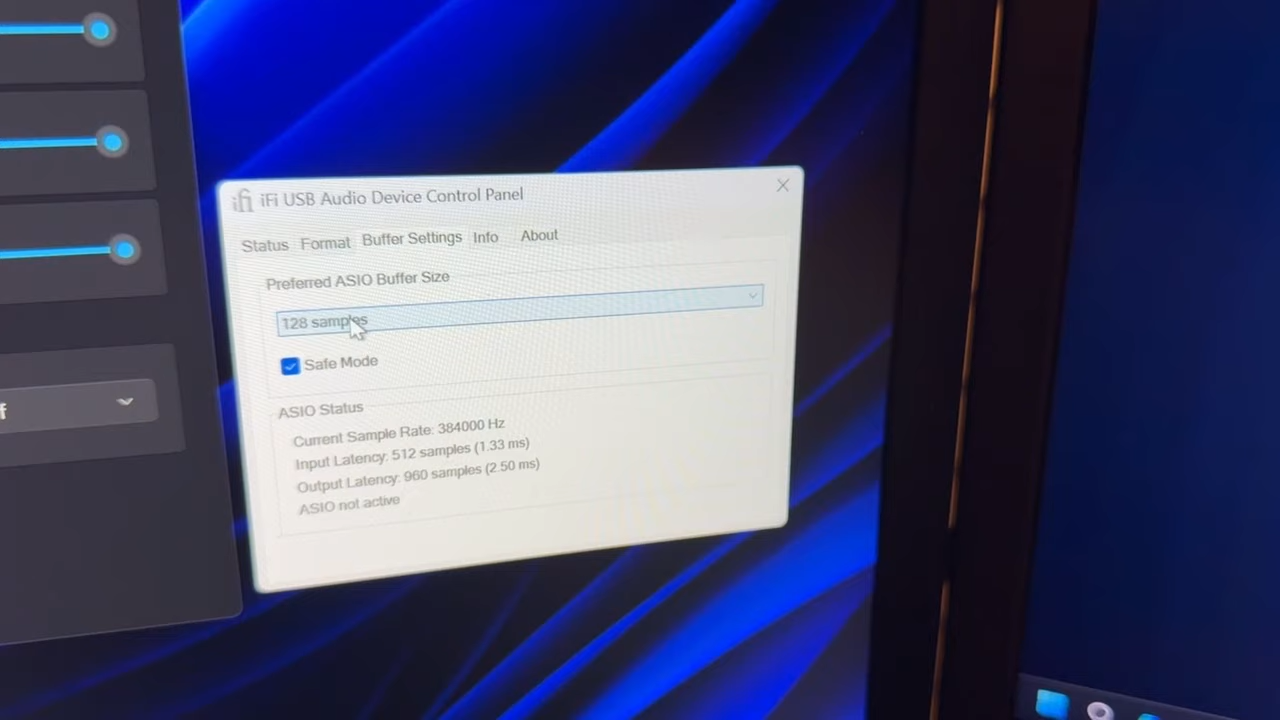 iFi iFi USB Audio Device Control Panel
Status Format Buffer Settings Info About
Preferred ASIO Buffer Size
128 samples
Safe Mode
ASIO Status
Current Sample Rate: 384000 Hz
Input Latency: 512 samples (1.33 ms)
Output Latency: 960 samples (2.50 ms)
ASIO not active
f